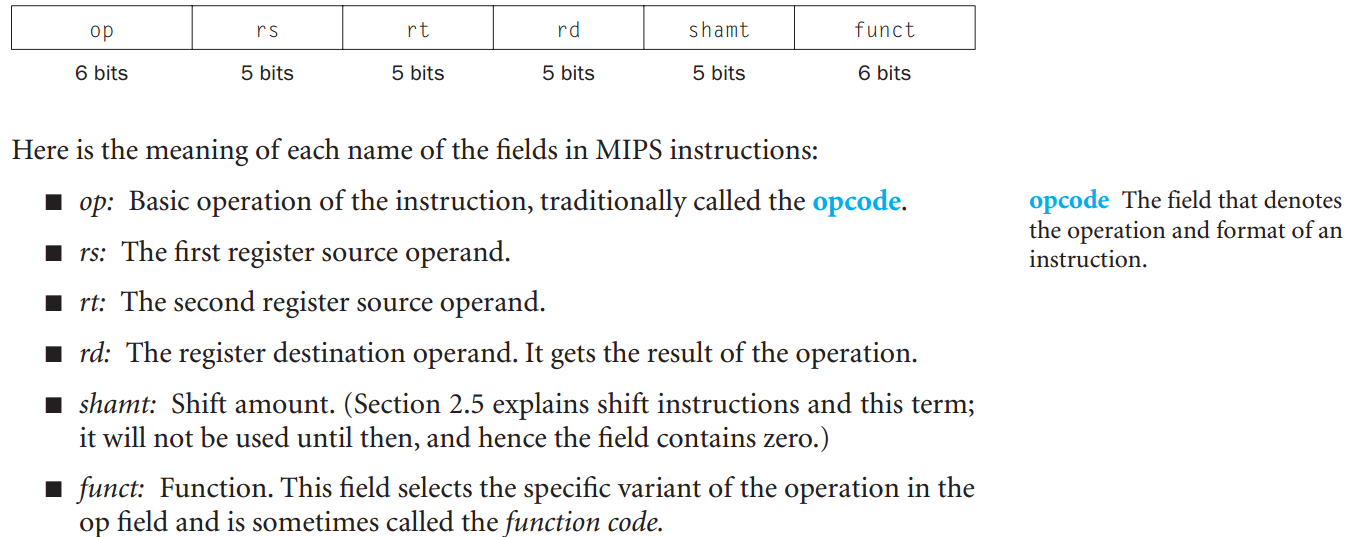 op rs rt rd shamt funct
6 bits 5 bits 5 bits 5 bits 5 bits 6 bits
Here is the meaning of each name of the fields in MIPS instructions:
■ op: Basic operation of the instruction, traditionally called the opcode.
■ rs: The first register source operand.
■ rt: The second register source operand.
■ rd: The register destination operand. It gets the result of the operation.
■ shamt: Shift amount. (Section 2.5 explains shift instructions and this term;
it will not be used until then, and hence the field contains zero.)
■ funct: Function. This field selects the specific variant of the operation in the
op field and is sometimes called the function code.
opcode The field that denotes
the operation and format of an
instruction.